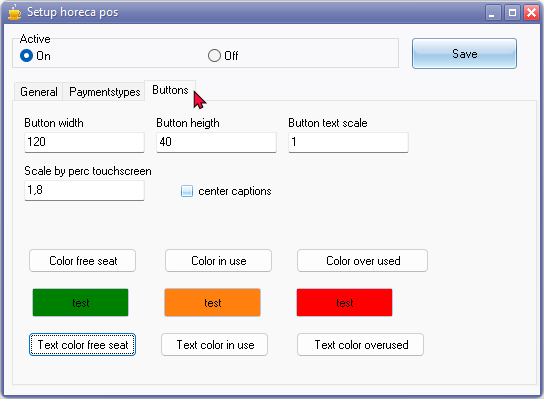 Setup horeca pos
Active
On Off
Save
General Paymentstypes Buttons
Button width Button heigth Button text scale
120 40 1
Scale by perc touchscreen
1,8 center captions
Color free seat Color in use Color over used
test test test
Text color free seat Text color in use Text color overused